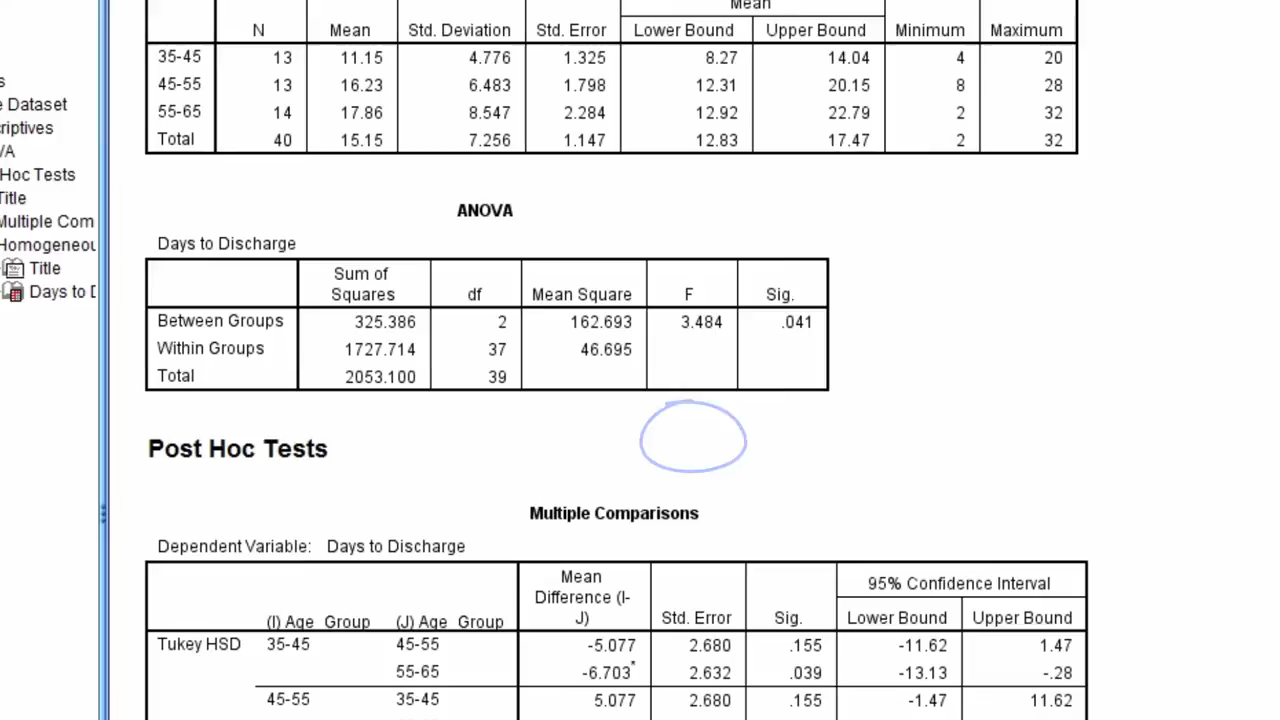 Mean
N Mean Std. Deviation Std. Error Lower Bound Upper Bound Minimum Maximum
35-45 13 11.15 4.776 1.325 8.27 14.04 4 20
45-55 13 16.23 6.483 1.798 12.31 20.15 8 28
55-65 14 17.86 8.547 2.284 12.92 22.79 2 32
Total 40 15.15 7.256 1.147 12.83 17.47 2 32
s
e Dataset
criptives
VA
Hoc Tests
Title
Multiple Com
Homogeneou
Title
Days to D
ANOVA
Days to Discharge
Sum of
Squares df Mean Square F Sig.
Between Groups 325.386 2 162.693 3.484 .041
Within Groups 1727.714 37 46.695
Total 2053.100 39
Post Hoc Tests
Multiple Comparisons
Dependent Variable: Days to Discharge
Mean
Difference (I-
J)
95% Confidence Interval
(I) Age Group (J) Age Group Std. Error Sig. Lower Bound Upper Bound
Tukey HSD 35-45 45-55 -5.077 2.680 .155 -11.62 1.47
55-65 -6.703* 2.632 .039 -13.13 -.28
45-55 35-45 5.077 2.680 .155 -1.47 11.62